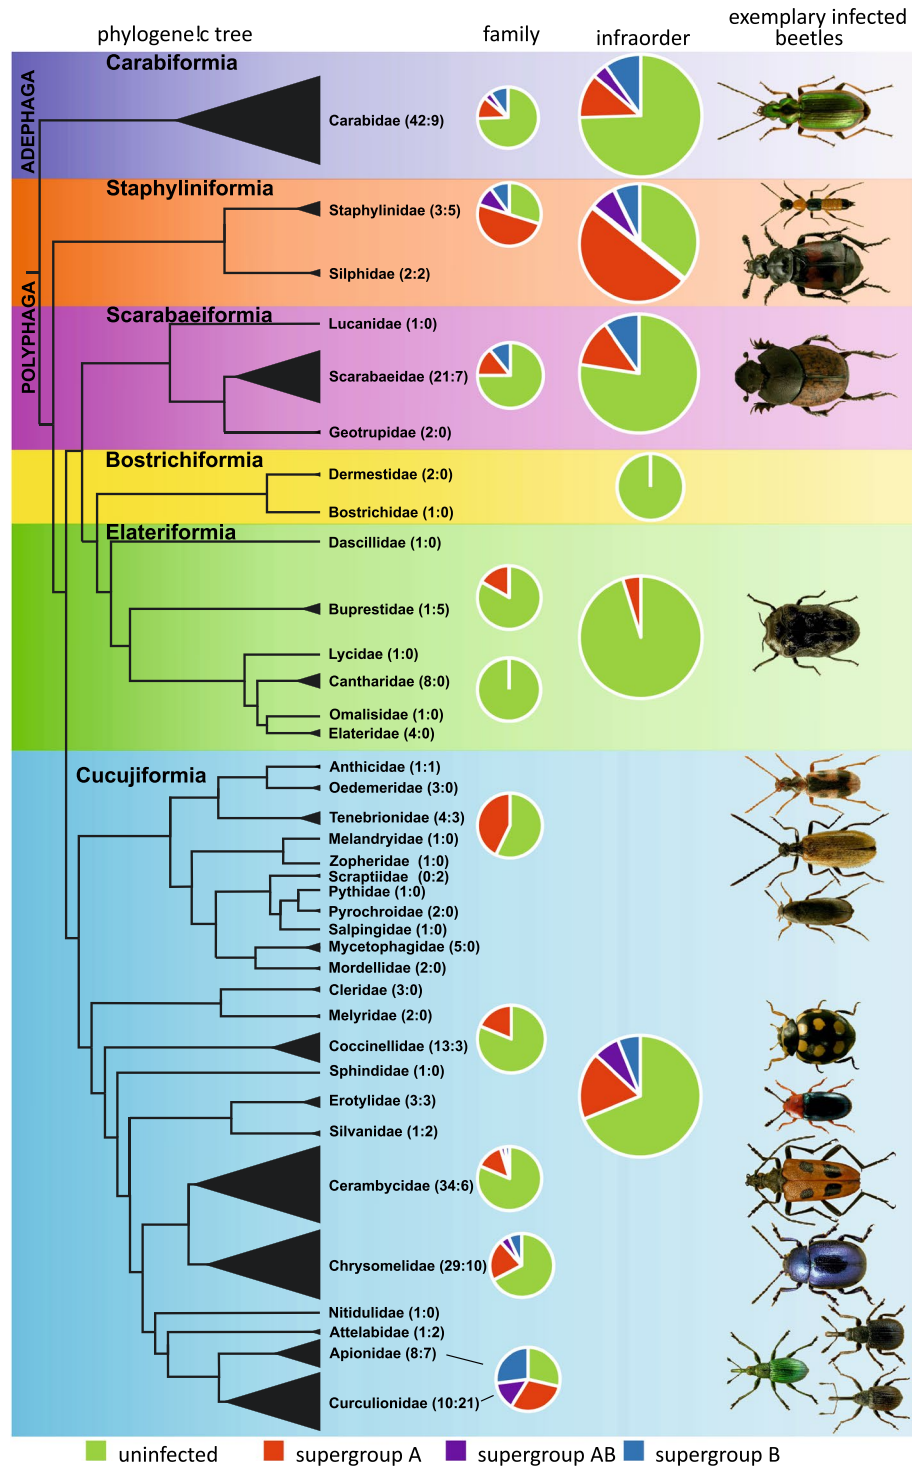 phylogenetic tree
family
infraorder
exemplary infected
beetles
ADEPHAGA
POLYPHAGA
Carabiformia
Carabidae (42:9)
Staphyliniformia
Staphylinidae (3:5)
Silphidae (2:2)
Scarabaeiformia
Lucanidae (1:0)
Scarabaeidae (21:7)
Geotrupidae (2:0)
Bostrichiformia
Dermestidae (2:0)
Bostrichidae (1:0)
Elateriformia
Dascillidae (1:0)
Buprestidae (1:5)
Lycidae (1:0)
Cantharidae (8:0)
Omalisidae (1:0)
Elateridae (4:0)
Cucujiformia
Anthicidae (1:1)
Oedemeridae (3:0)
Tenebrionidae (4:3)
Melandryidae (1:0)
Zopheridae (1:0)
Scraptiidae (0:2)
Pythidae (1:0)
Pyrochroidae (2:0)
Salpingidae (1:0)
Mycetophagidae (5:0)
Mordellidae (2:0)
Cleridae (3:0)
Melyridae (2:0)
Coccinellidae (13:3)
Sphindidae (1:0)
Erotylidae (3:3)
Silvanidae (1:2)
Cerambycidae (34:6)
Chrysomelidae (29:10)
Nitidulidae (1:0)
Attelabidae (1:2)
Apionidae (8:7)
Curculionidae (10:21)
uninfected
supergroup A
supergroup AB
supergroup B